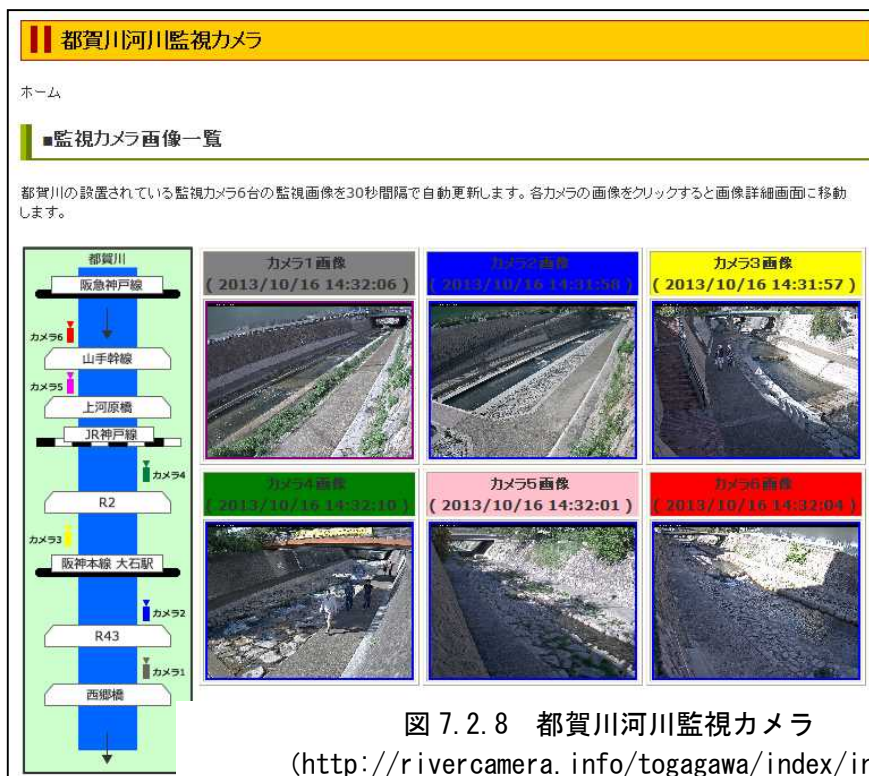 都賀川河川監視カメラ
ホーム
■監視カメラ画像一覧
都賀川の設置されている監視カメラ6台の監視画像を30秒間隔で自動更新します。各カメラの画像をクリックすると画像詳細画面に移動
します。
都賀川
阪急神戸線
カメラ6
山手幹線
カメラ5
上河原橋
JR神戸線
カメラ4
R2
カメラ3
阪神本線 大石駅
カメラ2
R43
カメラ1
西郷橋
カメラ1画像
( 2013/10/16 14:32:06 )
カメラ2画像
( 2013/10/16 14:31:58 )
カメラ3画像
( 2013/10/16 14:31:57 )
カメラ4画像
( 2013/10/16 14:32:10 )
カメラ5画像
( 2013/10/16 14:32:01 )
カメラ6画像
( 2013/10/16 14:32:04 )
図 7.2.8 都賀川河川監視カメラ
(http://rivercamera.info/togagawa/index/in